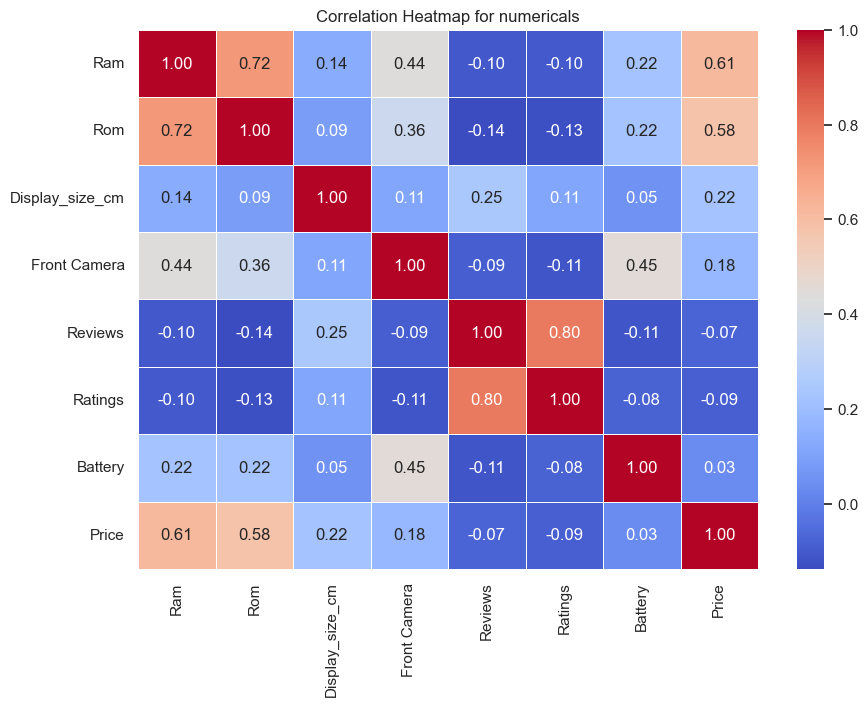 Correlation Heatmap for numericals
Ram 1.00 0.72 0.14 0.44 -0.10 -0.10 0.22 0.61
Rom 0.72 1.00 0.09 0.36 -0.14 -0.13 0.22 0.58
Display_size_cm 0.14 0.09 1.00 0.11 0.25 0.11 0.05 0.22
Front Camera 0.44 0.36 0.11 1.00 -0.09 -0.11 0.45 0.18
Reviews -0.10 -0.14 0.25 -0.09 1.00 0.80 -0.11 -0.07
Ratings -0.10 -0.13 0.11 -0.11 0.80 1.00 -0.08 -0.09
Battery 0.22 0.22 0.05 0.45 -0.11 -0.08 1.00 0.03
Price 0.61 0.58 0.22 0.18 -0.07 -0.09 0.03 1.00
Ram
Rom
Display_size_cm
Front Camera
Reviews
Ratings
Battery
Price
1.0
0.8
0.6
0.4
0.2
0.0